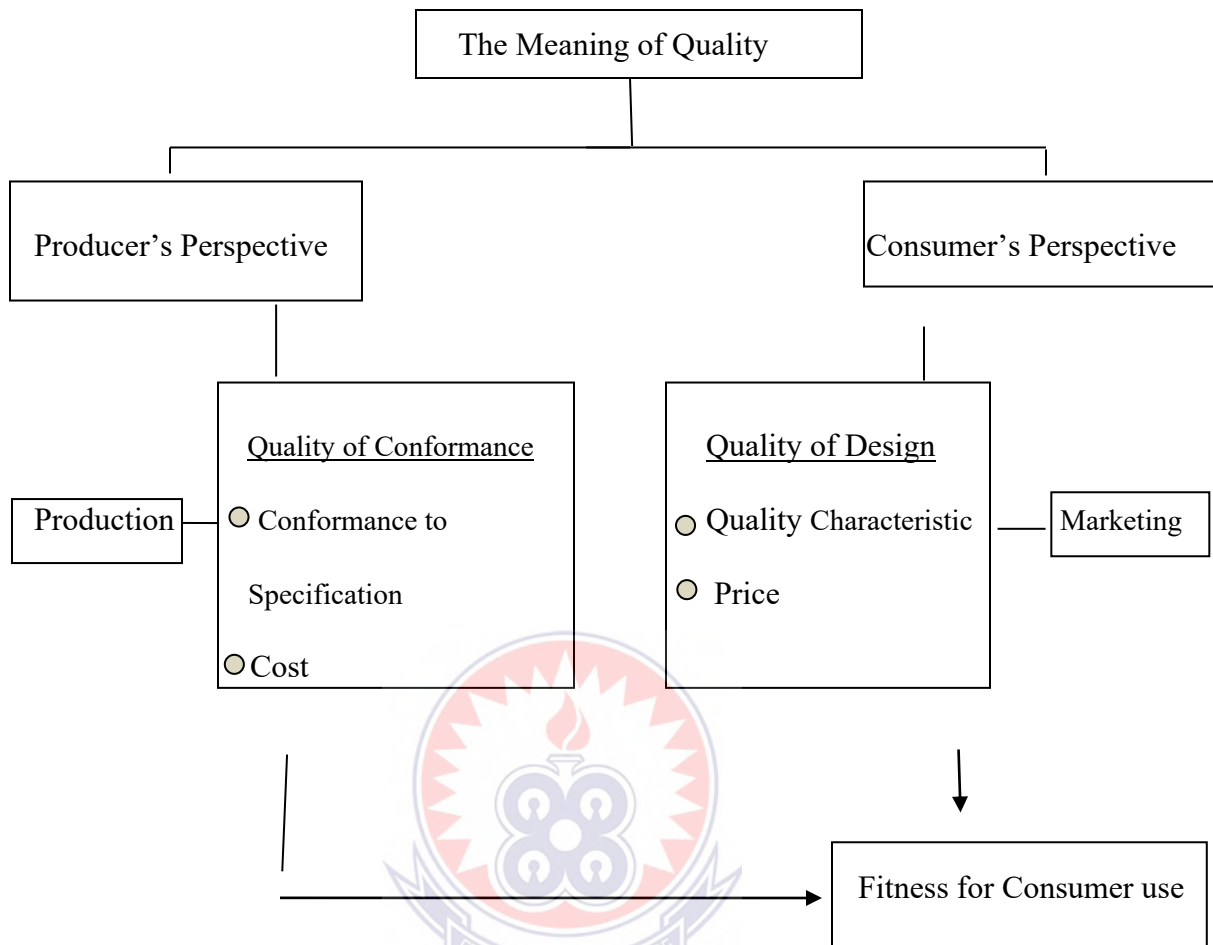 The Meaning of Quality
Producer’s Perspective
Consumer’s Perspective
Quality of Conformance
Conformance to
Specification
Cost
Production
Quality of Design
Quality Characteristic
Price
Marketing
Fitness for Consumer use